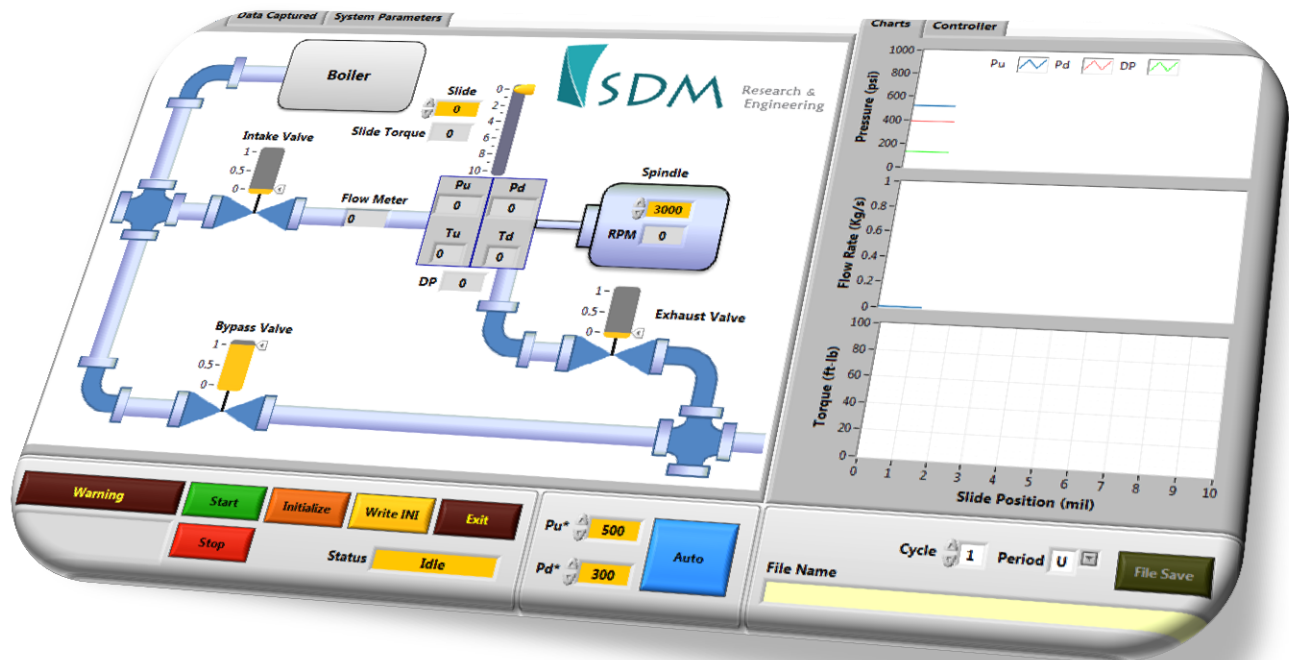 Data Captured System Parameters
Boiler
SDM Research &
Engineering
Slide
0
Slide Torque 0
0
2
4
6
8
10
Intake Valve
1
0.5
0
Flow Meter
0
Pu Pd
0 0
Tu Td
0 0
DP 0
Spindle
3000
RPM 0
Exhaust Valve
1
0.5
0
Bypass Valve
1
0.5
0
Charts Controller
Pu Pd DP
Pressure (psi)
1000
800
600
400
200
0
Flow Rate (Kg/s)
1
0.8
0.6
0.4
0.2
0
Torque (ft-lb)
100
80
60
40
20
0
0 1 2 3 4 5 6 7 8 9 10
Slide Position (mil)
Warning Start Initialize Write INI Exit
Stop
Status Idle
Pu* 500
Pd* 300
Auto
Cycle 1 Period U
File Name
File Save